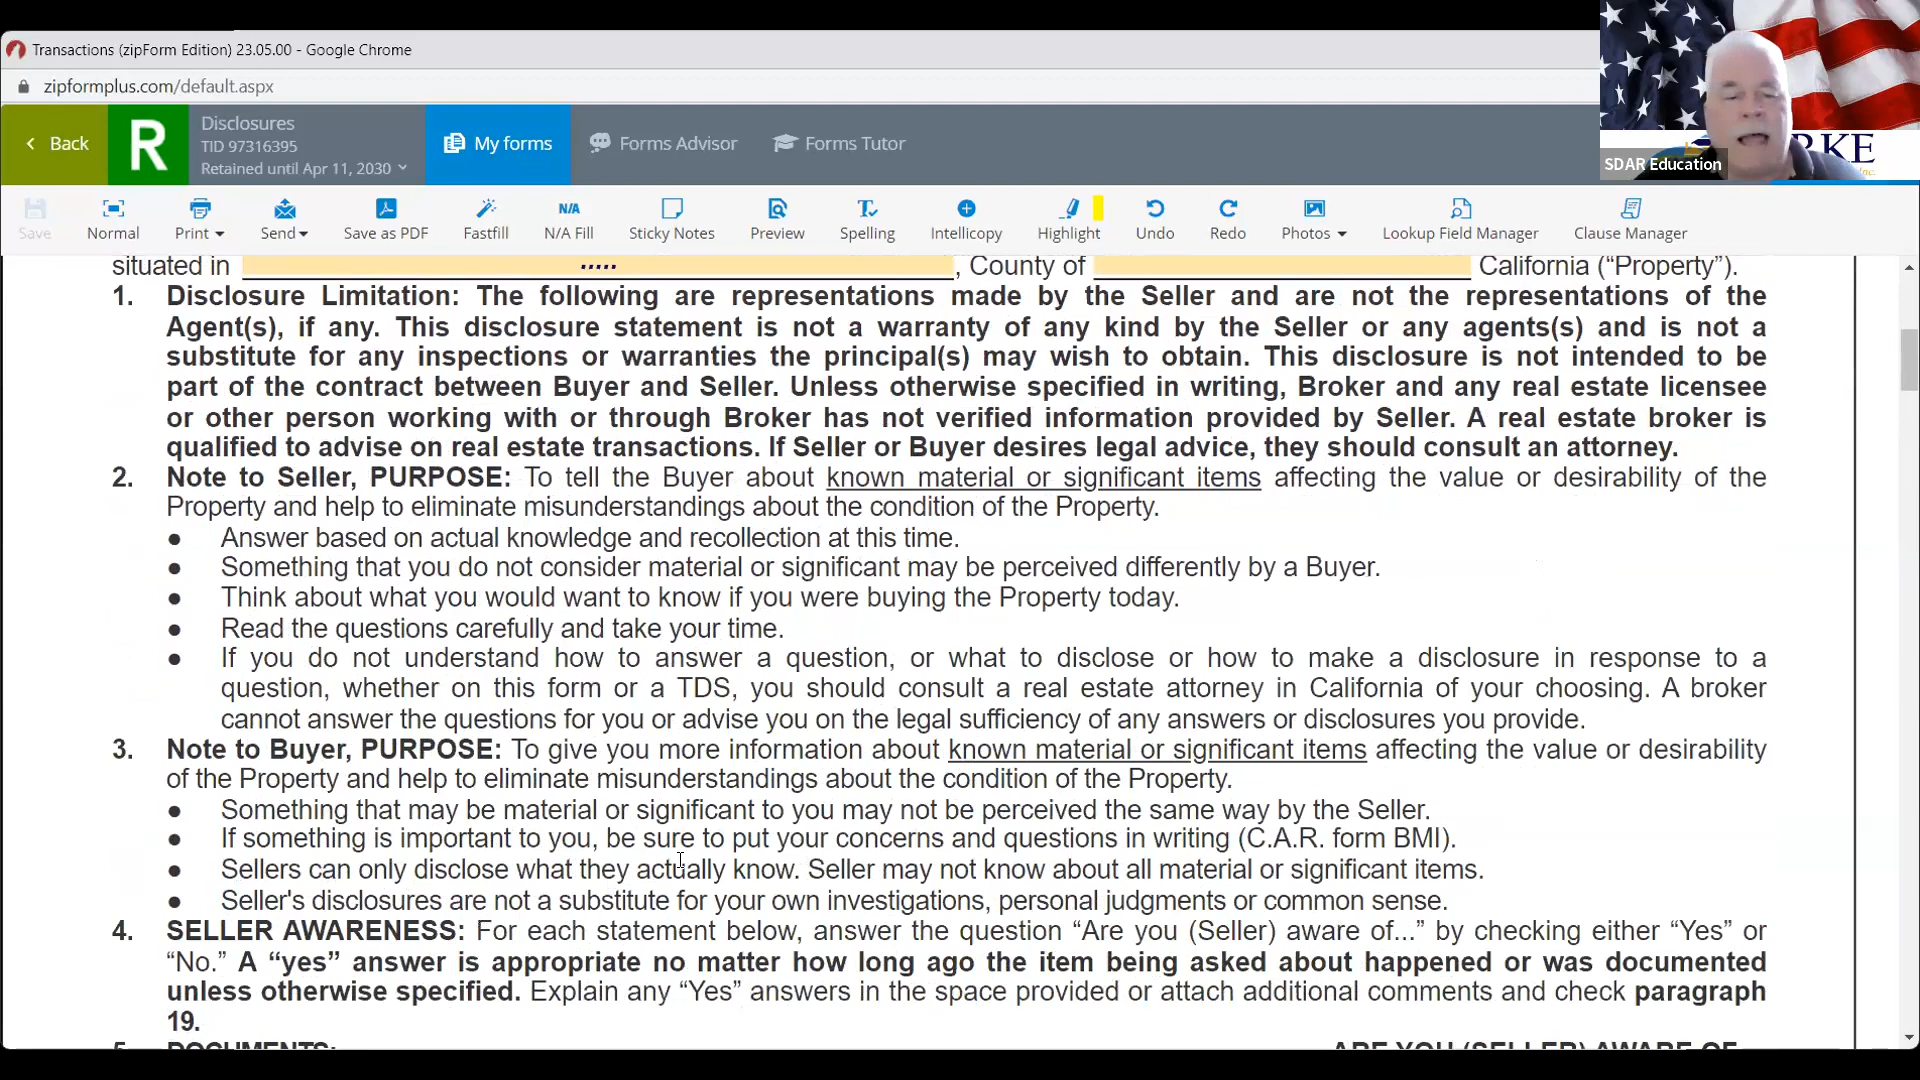 Transactions (zipForm Edition) 23.05.00 - Google Chrome
zipformplus.com/default.aspx
Back
R
Disclosures
TID 97316395
Retained until Apr 11, 2030
My forms
Forms Advisor
Forms Tutor
RKE
Inc.
SDAR Education
Save
Normal
Print
Send
Save as PDF
Fastfill
N/A
N/A Fill
Sticky Notes
Preview
Spelling
Intellicopy
Highlight
Undo
Redo
Photos
Lookup Field Manager
Clause Manager
situated in ....., County of California (“Property”).
1. Disclosure Limitation: The following are representations made by the Seller and are not the representations of the
Agent(s), if any. This disclosure statement is not a warranty of any kind by the Seller or any agents(s) and is not a
substitute for any inspections or warranties the principal(s) may wish to obtain. This disclosure is not intended to be
part of the contract between Buyer and Seller. Unless otherwise specified in writing, Broker and any real estate licensee
or other person working with or through Broker has not verified information provided by Seller. A real estate broker is
qualified to advise on real estate transactions. If Seller or Buyer desires legal advice, they should consult an attorney.
2. Note to Seller, PURPOSE: To tell the Buyer about known material or significant items affecting the value or desirability of the
Property and help to eliminate misunderstandings about the condition of the Property.
● Answer based on actual knowledge and recollection at this time.
● Something that you do not consider material or significant may be perceived differently by a Buyer.
● Think about what you would want to know if you were buying the Property today.
● Read the questions carefully and take your time.
● If you do not understand how to answer a question, or what to disclose or how to make a disclosure in response to a
question, whether on this form or a TDS, you should consult a real estate attorney in California of your choosing. A broker
cannot answer the questions for you or advise you on the legal sufficiency of any answers or disclosures you provide.
3. Note to Buyer, PURPOSE: To give you more information about known material or significant items affecting the value or desirability
of the Property and help to eliminate misunderstandings about the condition of the Property.
● Something that may be material or significant to you may not be perceived the same way by the Seller.
● If something is important to you, be sure to put your concerns and questions in writing (C.A.R. form BMI).
● Sellers can only disclose what they actually know. Seller may not know about all material or significant items.
● Seller's disclosures are not a substitute for your own investigations, personal judgments or common sense.
4. SELLER AWARENESS: For each statement below, answer the question “Are you (Seller) aware of...” by checking either “Yes” or
“No.” A “yes” answer is appropriate no matter how long ago the item being asked about happened or was documented
unless otherwise specified. Explain any “Yes” answers in the space provided or attach additional comments and check paragraph
19.
5. DOCUMENTS: ARE YOU (SELLER) AWARE OF